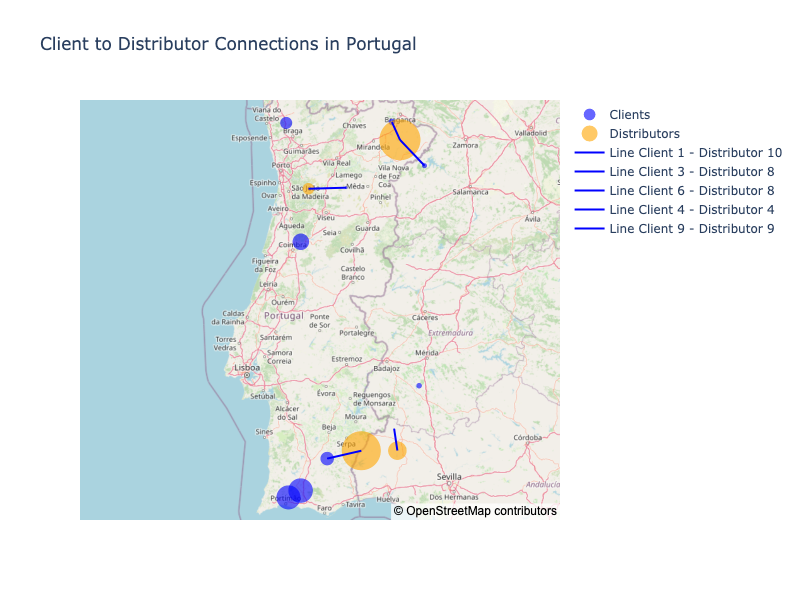 Client to Distributor Connections in Portugal
Viana do
Castelo
Braga
Chaves
Bragança
Esposende
Guimarães
Mirandela
Zamora
Valladolid
Porto
Vila Real
Vila Nova
de Foz
Côa
Lamego
Espinho
Ovar
São
da Madeira
Mêda
Pinhel
Salamanca
Aveiro
Viseu
Ávila
Águeda
Seia
Guarda
Coimbra
Covilhã
Figueira
da Foz
Castelo
Branco
Leiria
Ourém
Caldas
da Rainha
Portugal
Ponte
de Sor
Cáceres
Torres
Vedras
Santarém
Portalegre
Extremadura
Samora
Correia
Estremoz
Mérida
Lisboa
Badajoz
Setúbal
Évora
Reguengos
de Monsaraz
Alcácer
do Sal
Moura
Sines
Beja
Serpa
Córdoba
Sevilla
Andalucía
Portimão
Faro
Tavira
Huelva
Dos Hermanas
© OpenStreetMap contributors
Clients
Distributors
Line Client 1 - Distributor 10
Line Client 3 - Distributor 8
Line Client 6 - Distributor 8
Line Client 4 - Distributor 4
Line Client 9 - Distributor 9